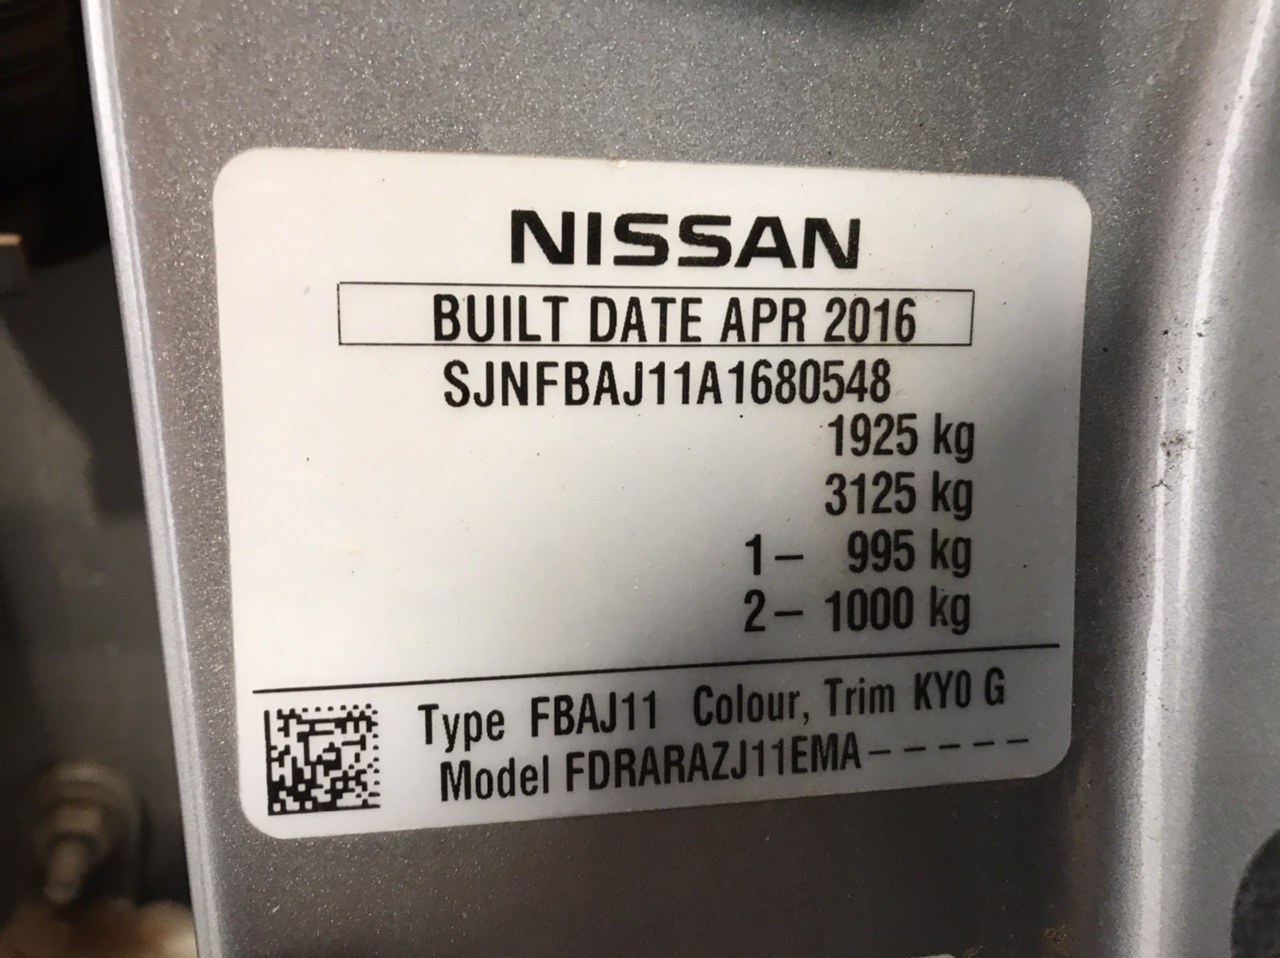 NISSAN
BUILT DATE APR 2016
SJNFBAJ11A1680548
1925 kg
3125 kg
1– 995 kg
2– 1000 kg
Type FBAJ11 Colour, Trim KY0 G
Model FDRARAZJ11EMA– – – – –